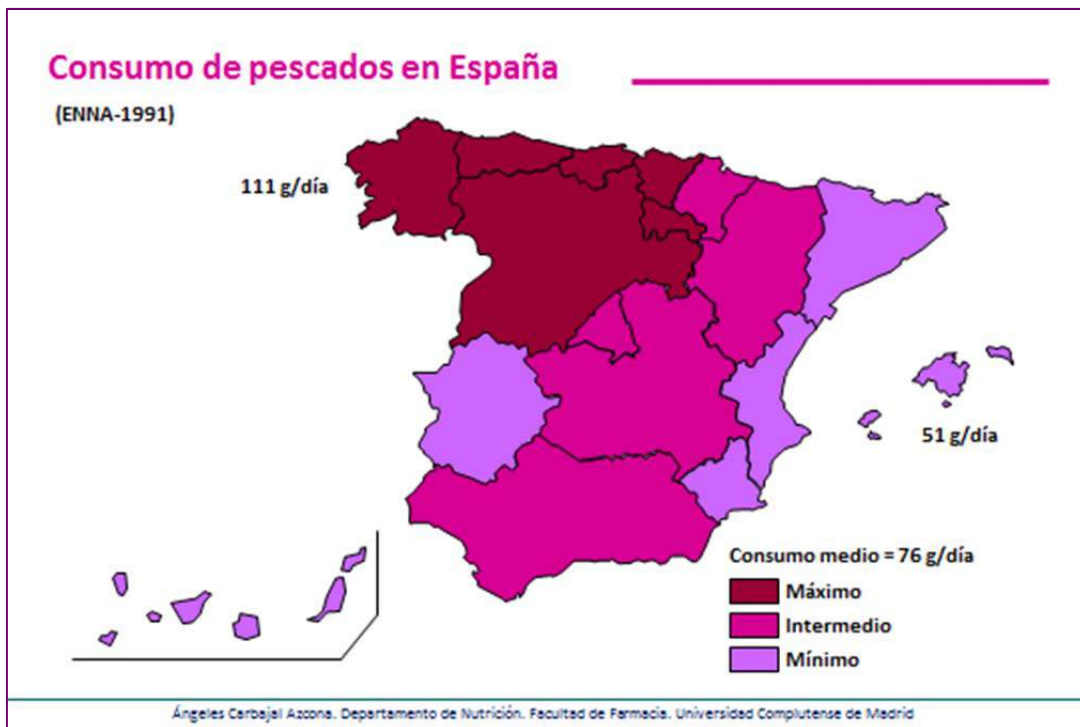 Consumo de pescados en España
(ENNA-1991)
111 g/día
51 g/día
Consumo medio = 76 g/día
Máximo
Intermedio
Mínimo
Ángeles Carbajal Azcona. Departamento de Nutrición. Facultad de Farmacia. Universidad Complutense de Madrid